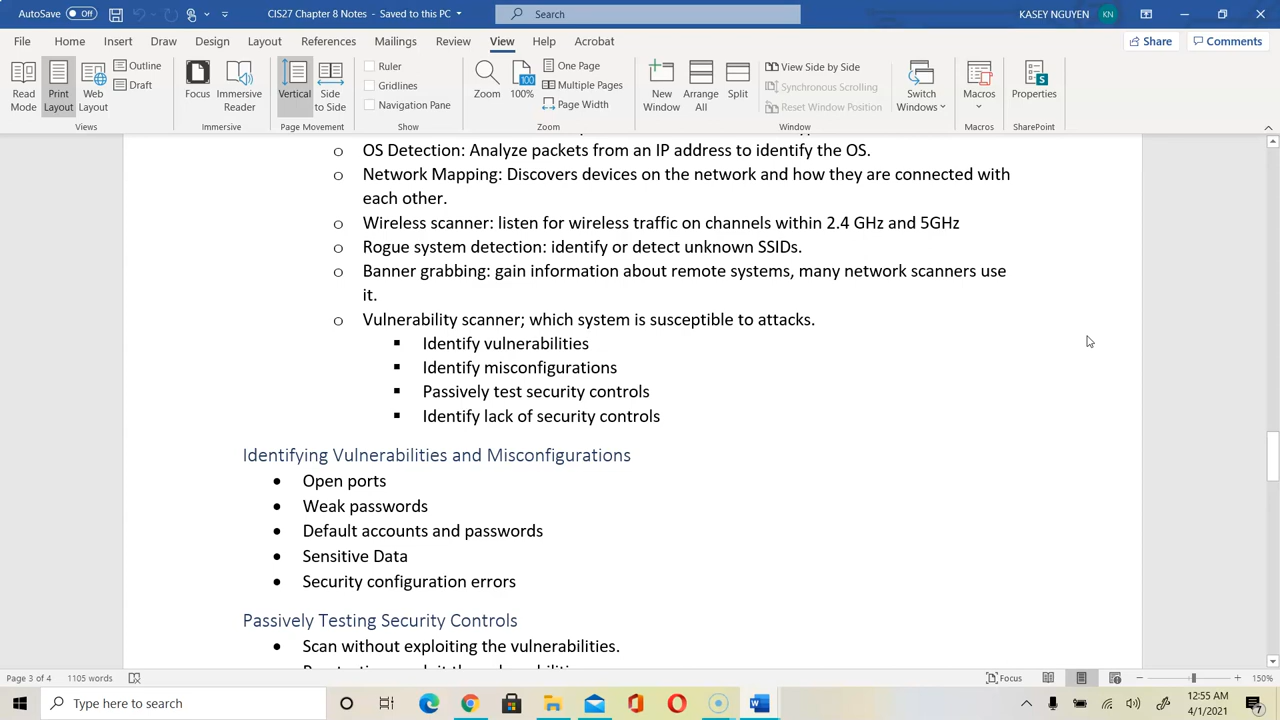 AutoSave Off CIS27 Chapter 8 Notes - Saved to this PC Search KASEY NGUYEN KN
File Home Insert Draw Design Layout References Mailings Review View Help Acrobat Share Comments
Read Mode
Print Layout
Web Layout
Outline
Draft
Views
Focus
Immersive Reader
Immersive
Vertical
Side to Side
Page Movement
Ruler
Gridlines
Navigation Pane
Show
Zoom
100
100%
One Page
Multiple Pages
Page Width
Zoom
New Window
Arrange All
Split
View Side by Side
Synchronous Scrolling
Reset Window Position
Window
Switch Windows
Macros
Macros
Properties
SharePoint
o OS Detection: Analyze packets from an IP address to identify the OS.
o Network Mapping: Discovers devices on the network and how they are connected with
each other.
o Wireless scanner: listen for wireless traffic on channels within 2.4 GHz and 5GHz
o Rogue system detection: identify or detect unknown SSIDs.
o Banner grabbing: gain information about remote systems, many network scanners use
it.
o Vulnerability scanner; which system is susceptible to attacks.
▪ Identify vulnerabilities
▪ Identify misconfigurations
▪ Passively test security controls
▪ Identify lack of security controls
Identifying Vulnerabilities and Misconfigurations
• Open ports
• Weak passwords
• Default accounts and passwords
• Sensitive Data
• Security configuration errors
Passively Testing Security Controls
• Scan without exploiting the vulnerabilities.
Page 3 of 4 1105 words Focus 150%
Type here to search 12:55 AM
4/1/2021
7